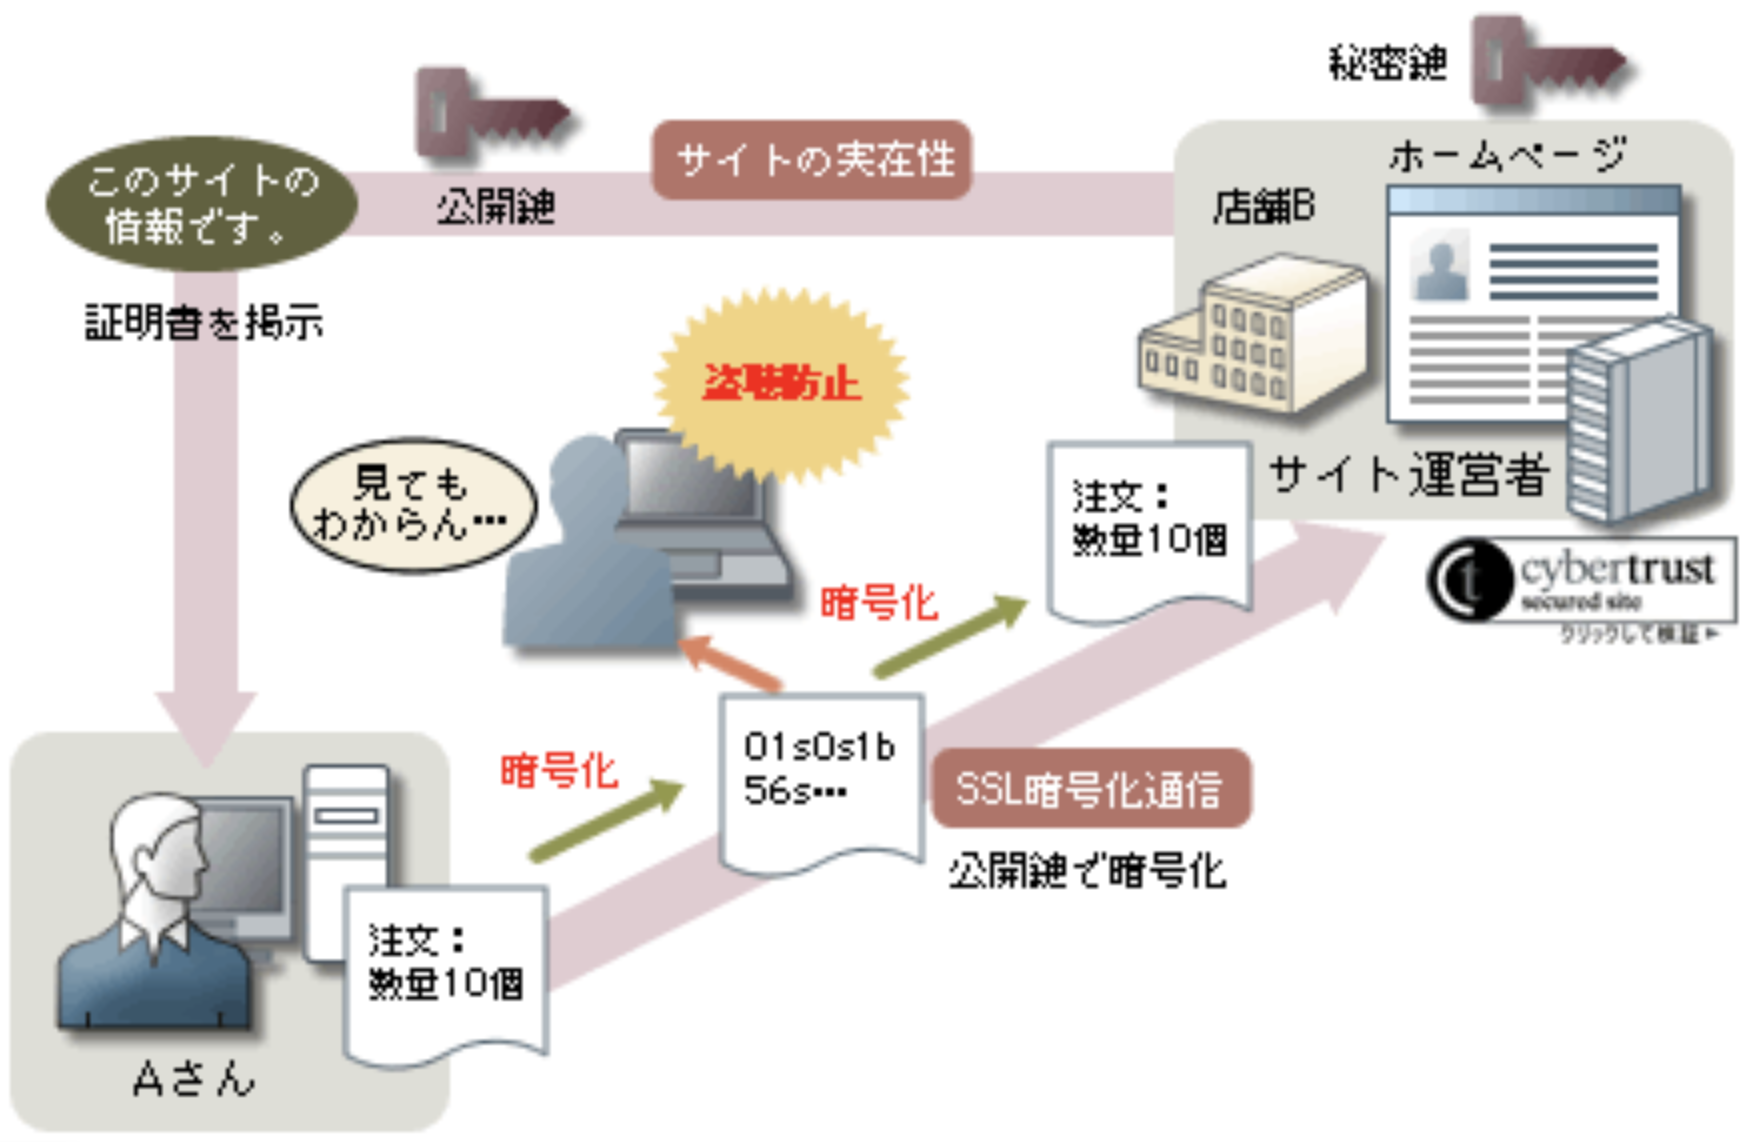 秘密鍵
公開鍵
サイトの実在性
このサイトの
情報です。
証明書を掲示
ホームページ
店舗B
サイト運営者
盗聴防止
見ても
わからん…
注文：
数量10個
cybertrust
secured site
クリックして検証
暗号化
暗号化
01s0s1b
56s…
SSL暗号化通信
公開鍵で暗号化
注文：
数量10個
Aさん